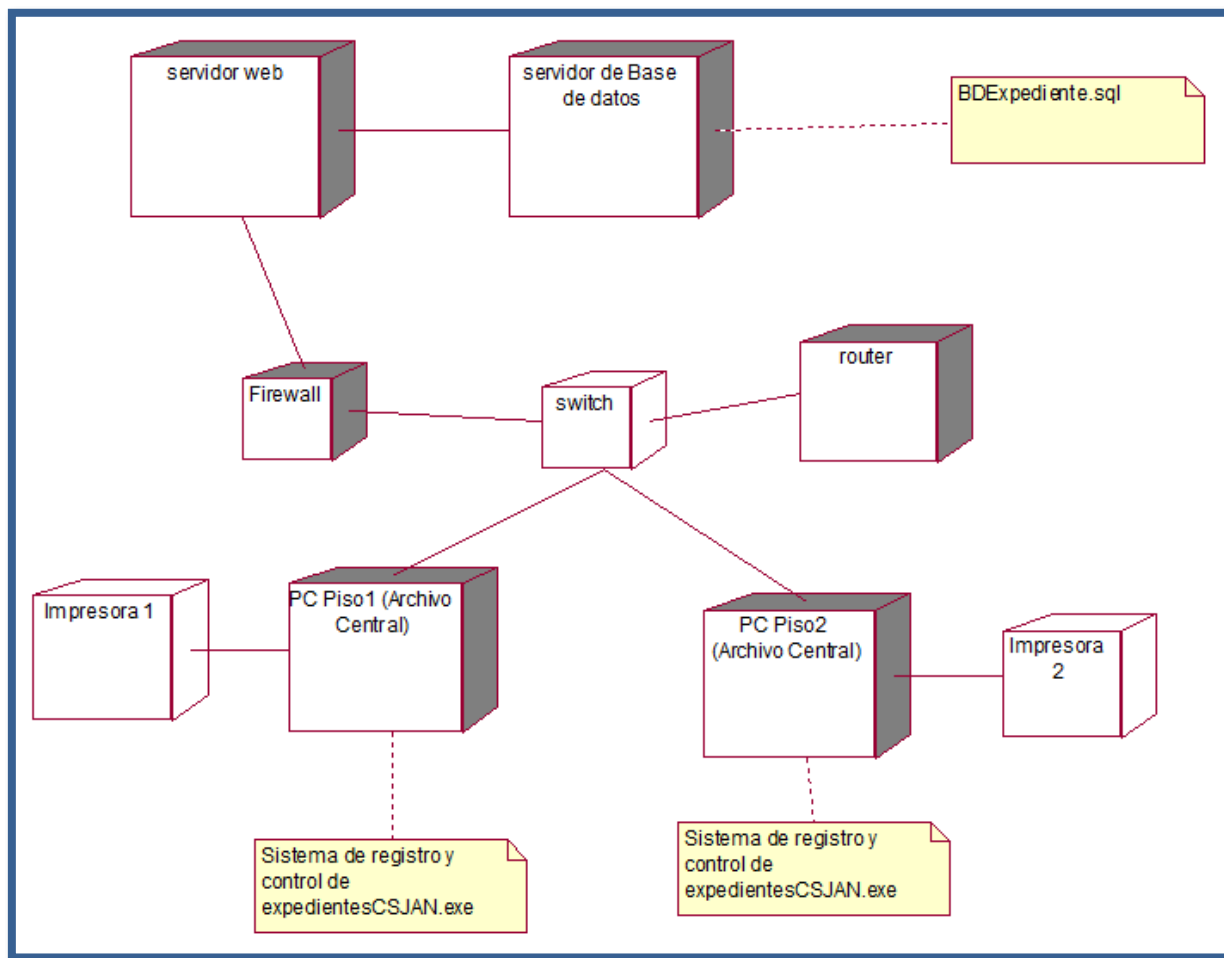 servidor web
servidor de Base
de datos
BDExpediente.sql
Firewall
switch
router
Impresora 1
PC Piso1 (Archivo
Central)
PC Piso2
(Archivo Central)
Impresora
2
Sistema de registro y
control de
expedientesCSJAN.exe
Sistema de registro y
control de
expedientesCSJAN.exe